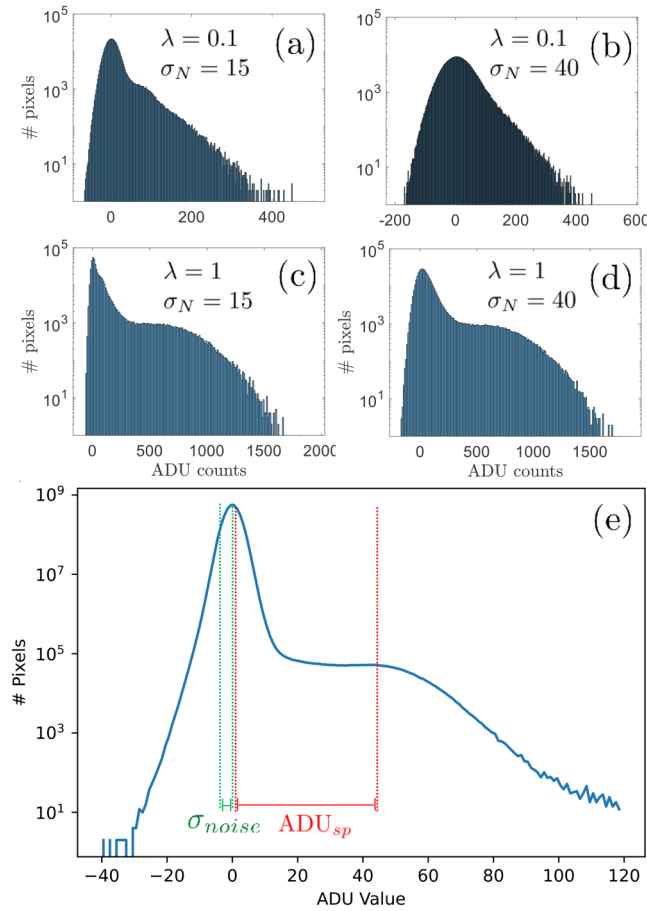 10^5
λ = 0.1
(a)
σ_N = 15
10^3
10^1
# pixels
0
200
400
10^5
λ = 0.1
(b)
σ_N = 40
10^3
10^1
# pixels
-200
0
200
400
600
10^5
λ = 1
(c)
σ_N = 15
10^3
10^1
# pixels
0
500
1000
1500
2000
ADU counts
10^5
λ = 1
(d)
σ_N = 40
10^3
10^1
# pixels
0
500
1000
1500
ADU counts
10^9
(e)
10^7
10^5
10^3
10^1
# Pixels
σ_noise
ADU_sp
−40
−20
0
20
40
60
80
100
120
ADU Value